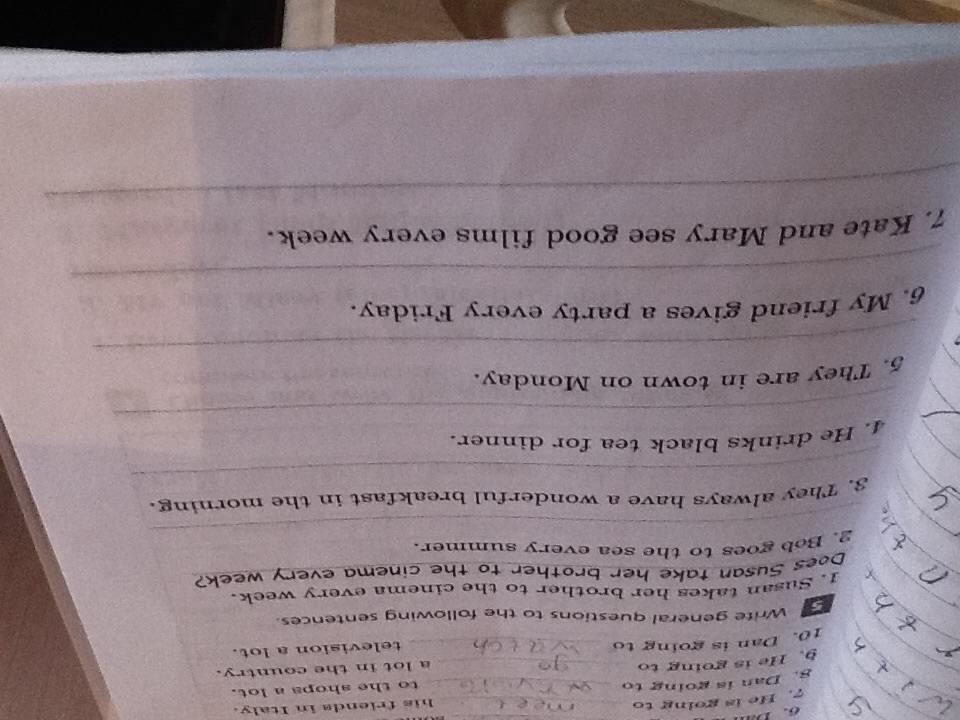 6. Dan
7. He is going to meet his friends in Italy.
8. Dan is going to to the shops a lot.
9. He is going to go a lot in the country.
10. Dan is going to watch television a lot.
5 Write general questions to the following sentences.
1. Susan takes her brother to the cinema every week.
Does Susan take her brother to the cinema every week?
2. Bob goes to the sea every summer.
3. They always have a wonderful breakfast in the morning.
4. He drinks black tea for dinner.
5. They are in town on Monday.
6. My friend gives a party every Friday.
7. Kate and Mary see good films every week.